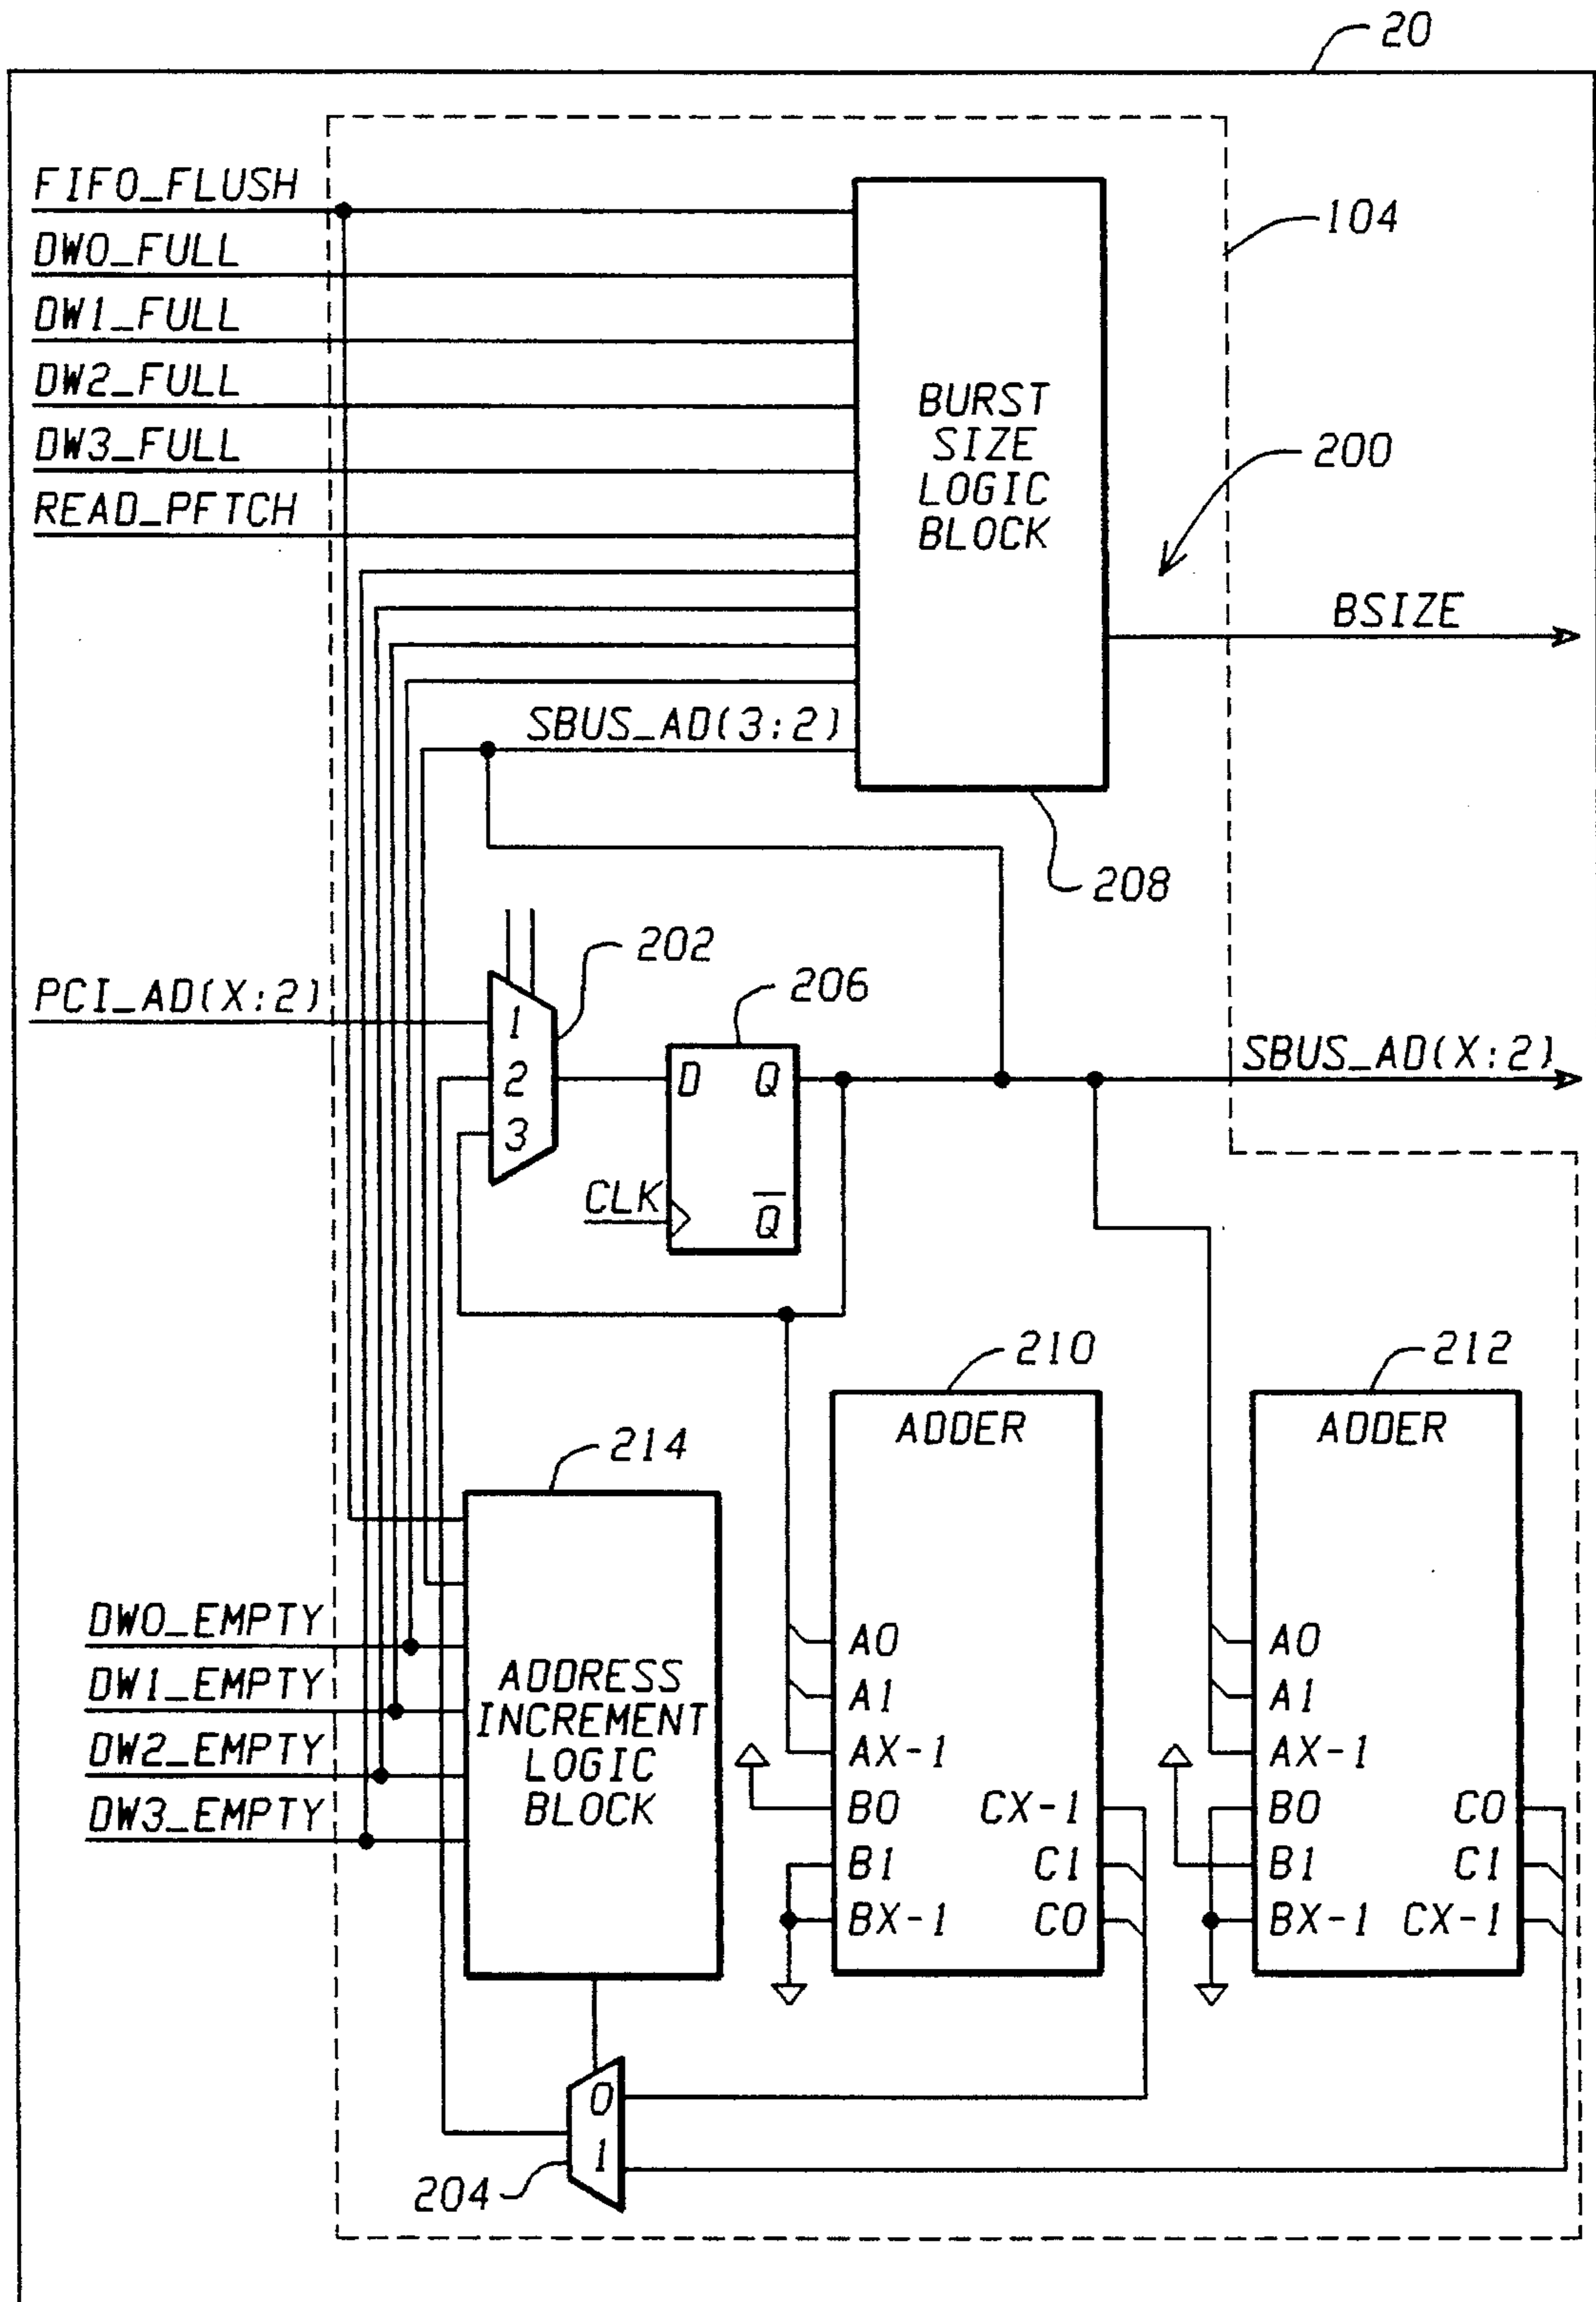 20
FIFO_FLUSH
DW0_FULL
DW1_FULL
DW2_FULL
DW3_FULL
READ_PFTCH
BURST
SIZE
LOGIC
BLOCK
104
200
BSIZE
SBUS_AD(3:2)
208
202
PCI_AD(X:2)
1
2
3
206
D Q
CLK
Q̅
SBUS_AD(X:2)
210
212
214
ADDER
A0
A1
AX-1
B0 CX-1
B1 C1
BX-1 C0
ADDER
A0
A1
AX-1
B0 C0
B1 C1
BX-1 CX-1
DW0_EMPTY
DW1_EMPTY
DW2_EMPTY
DW3_EMPTY
ADDRESS
INCREMENT
LOGIC
BLOCK
0
1
204